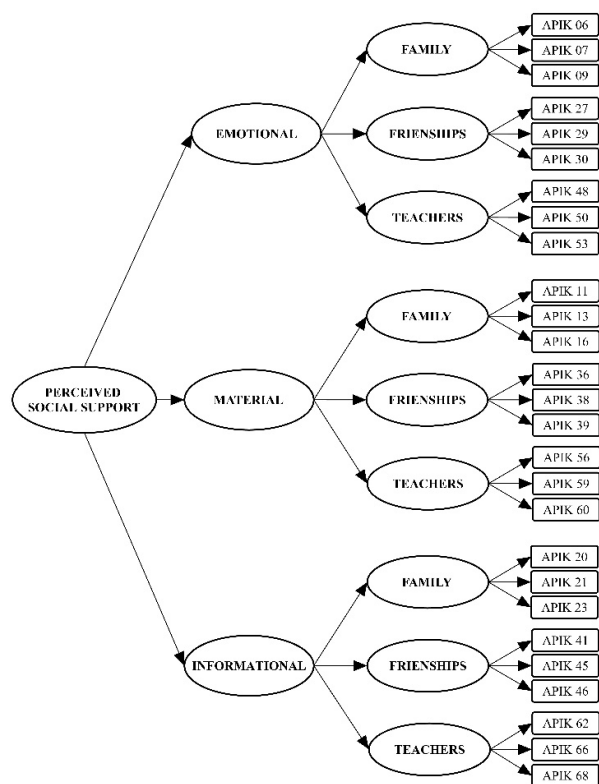 PERCEIVED
SOCIAL SUPPORT
EMOTIONAL
FAMILY
APIK 06
APIK 07
APIK 09
FRIENSHIPS
APIK 27
APIK 29
APIK 30
TEACHERS
APIK 48
APIK 50
APIK 53
MATERIAL
FAMILY
APIK 11
APIK 13
APIK 16
FRIENSHIPS
APIK 36
APIK 38
APIK 39
TEACHERS
APIK 56
APIK 59
APIK 60
INFORMATIONAL
FAMILY
APIK 20
APIK 21
APIK 23
FRIENSHIPS
APIK 41
APIK 45
APIK 46
TEACHERS
APIK 62
APIK 66
APIK 68